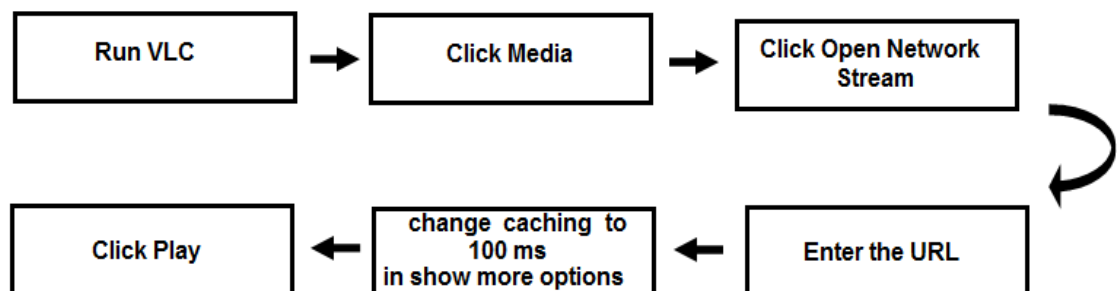 Run VLC
Click Media
Click Open Network
Stream
Enter the URL
change caching to
100 ms
in show more options
Click Play